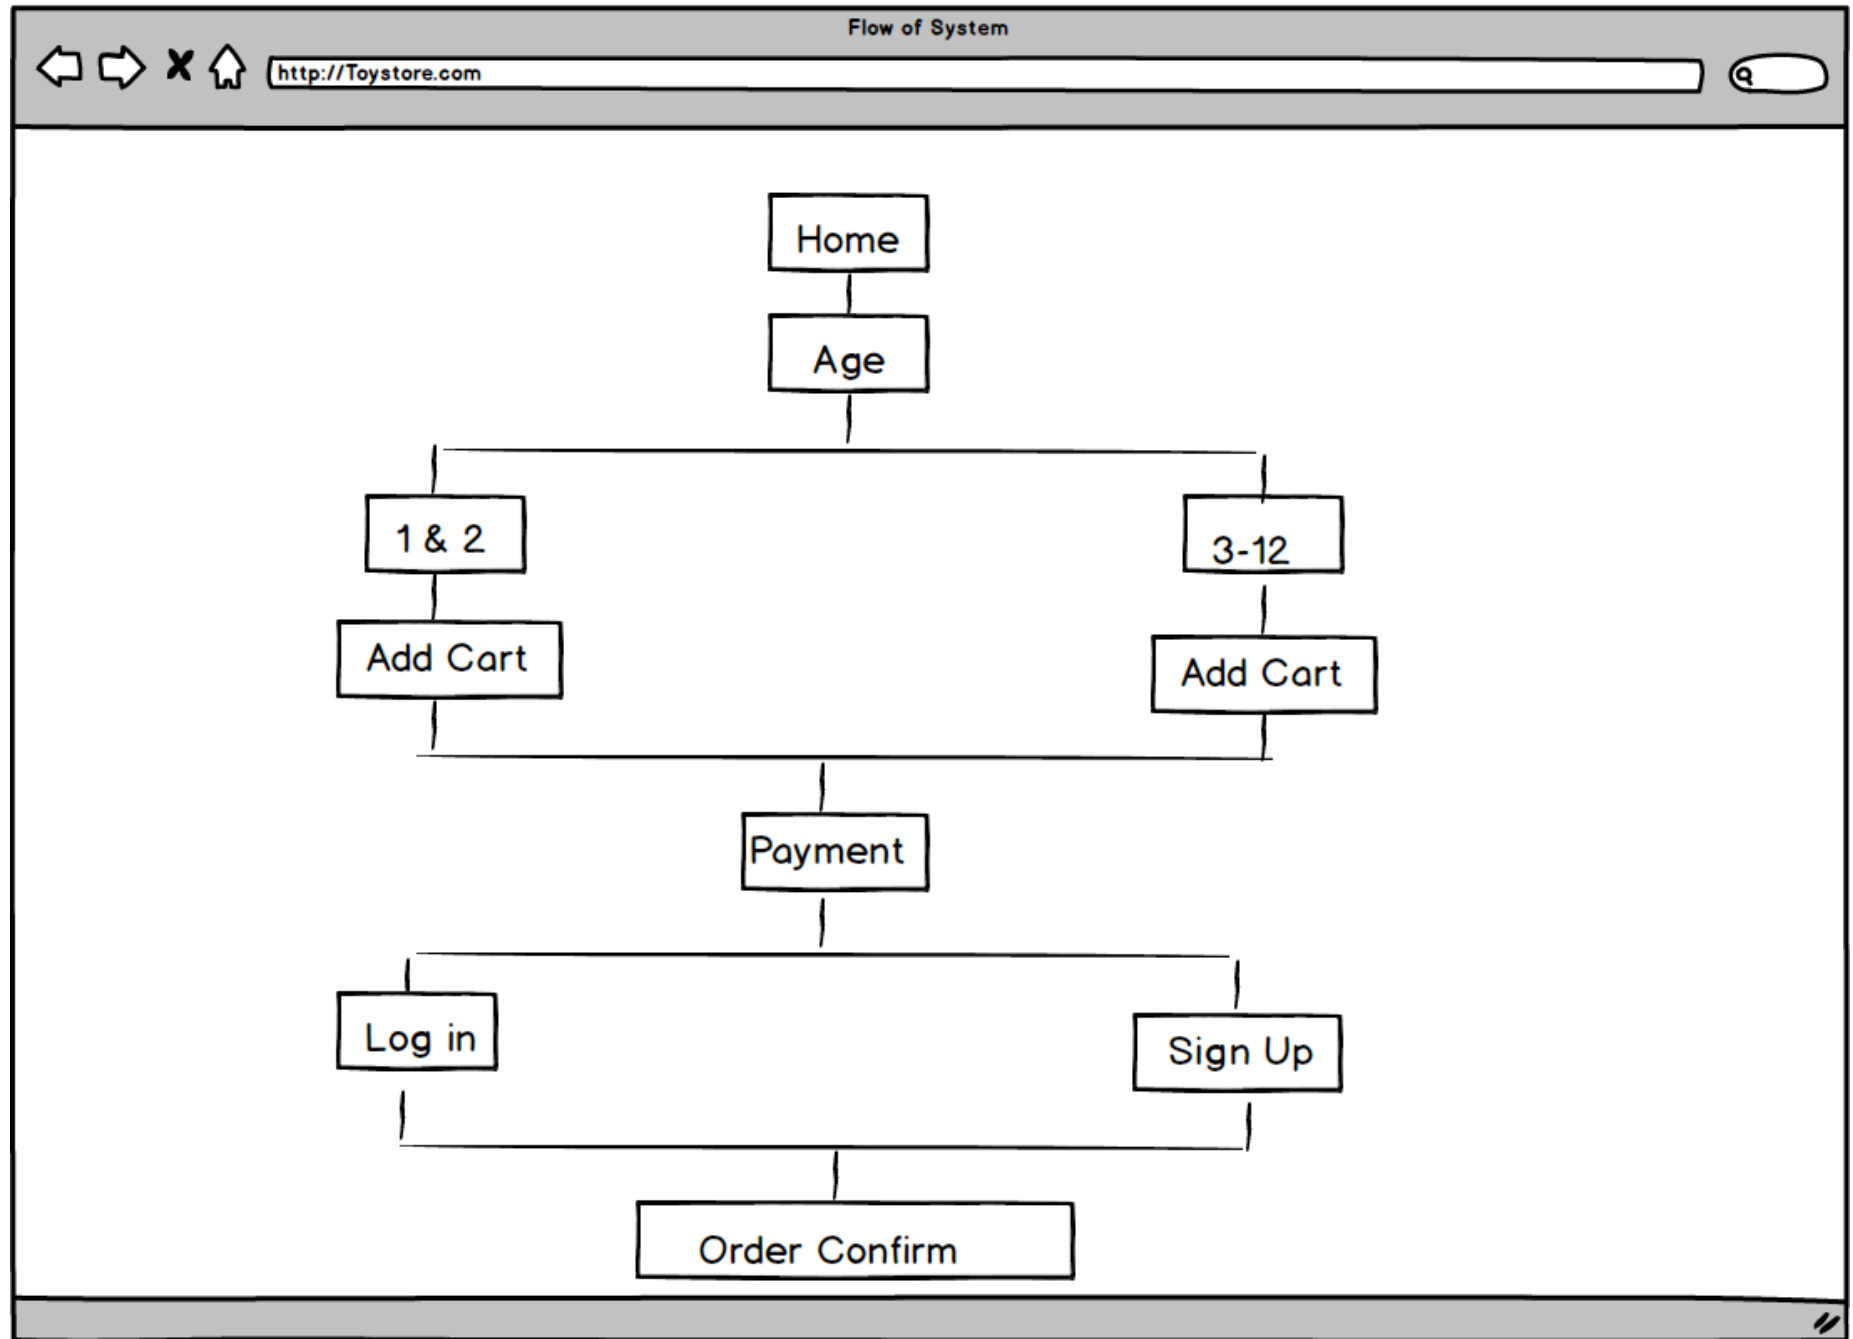 Flow of System
http://Toystore.com
Home
Age
1 & 2
3-12
Add Cart
Add Cart
Payment
Log in
Sign Up
Order Confirm